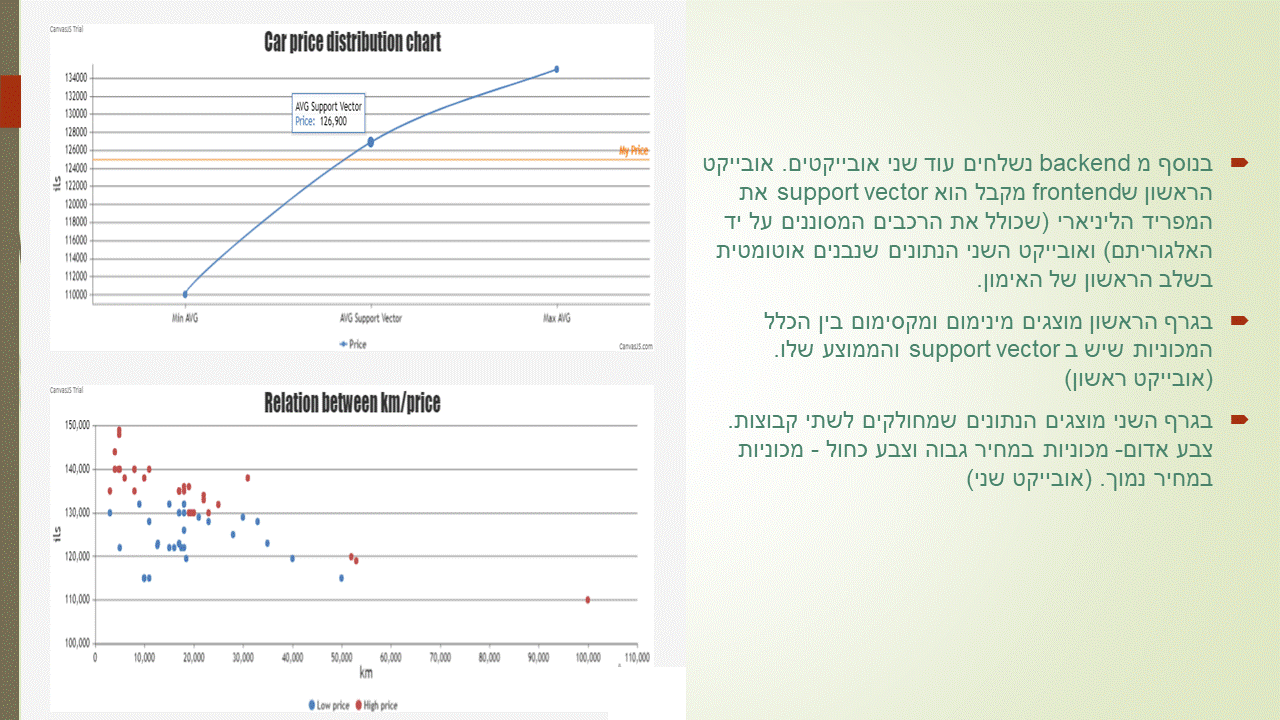 CanvasJS Trial
Car price distribution chart
134000
132000
130000
128000
126000
124000
122000
120000
118000
116000
114000
112000
110000
ils
AVG Support Vector
Price: 126,900
My Price
Min AVG
AVG Support Vector
Max AVG
Price
CanvasJS.com
CanvasJS Trial
Relation between km/price
150,000
140,000
130,000
120,000
110,000
100,000
ils
0 10,000 20,000 30,000 40,000 50,000 60,000 70,000 80,000 90,000 100,000 110,000
km
Low price High price
בנוסף מ backend נשלחים עוד שני אובייקטים. אובייקט
הראשון שfrontend מקבל הוא support vector את
המפריד הליניארי (שכולל את הרכבים המסוננים על יד
האלגוריתם) ואובייקט השני הנתונים שנבנים אוטומטית
בשלב הראשון של האימון.
בגרף הראשון מוצגים מינימום ומקסימום בין הכלל
המכוניות שיש ב support vector והממוצע שלו.
(אובייקט ראשון)
בגרף השני מוצגים הנתונים שמחולקים לשתי קבוצות.
צבע אדום- מכוניות במחיר גבוה וצבע כחול - מכוניות
במחיר נמוך. (אובייקט שני)